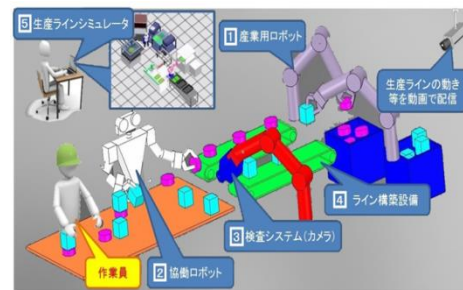 5 生産ラインシミュレータ
1 産業用ロボット
生産ラインの動き
等を動画で配信
4 ライン構築設備
3 検査システム(カメラ)
作業員
2 協働ロボット